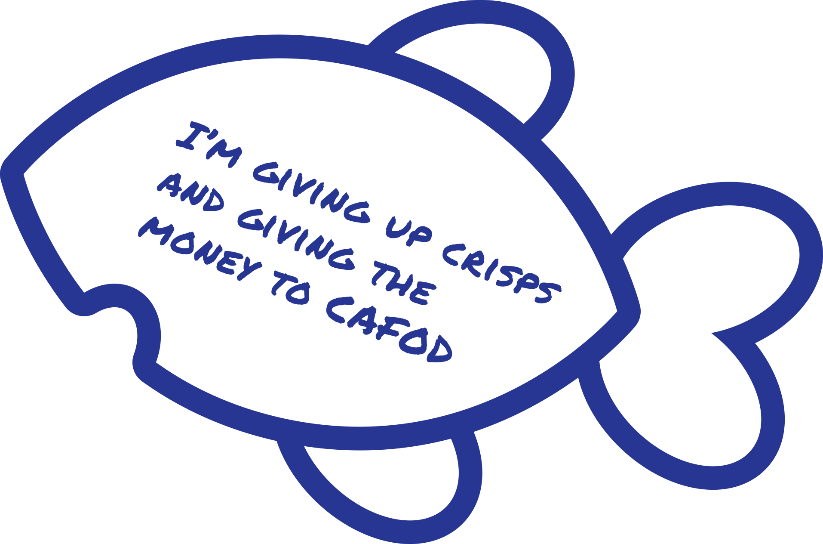 I'M GIVING UP CRISPS
AND GIVING THE
MONEY TO CAFOD